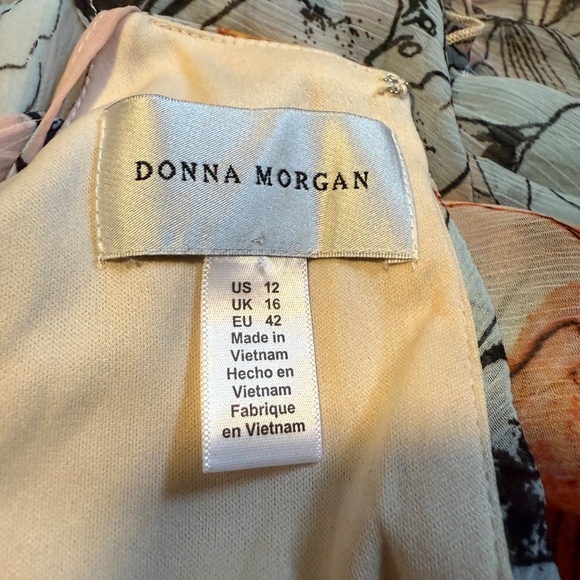 DONNA MORGAN
US 12
UK 16
EU 42
Made in
Vietnam
Hecho en
Vietnam
Fabrique
en Vietnam